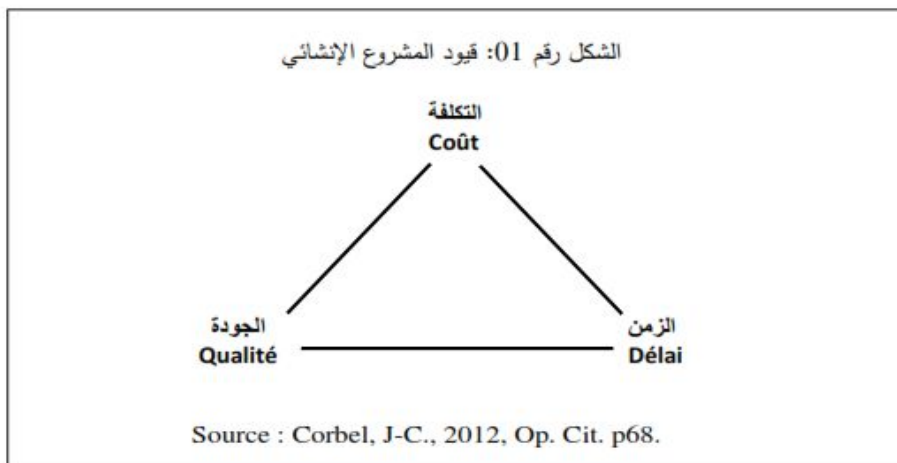 الشكل رقم 01: قيود المشروع الإنشائي
التكلفة
Coût
الجودة
Qualité
الزمن
Délai
Source : Corbel, J-C., 2012, Op. Cit. p68.